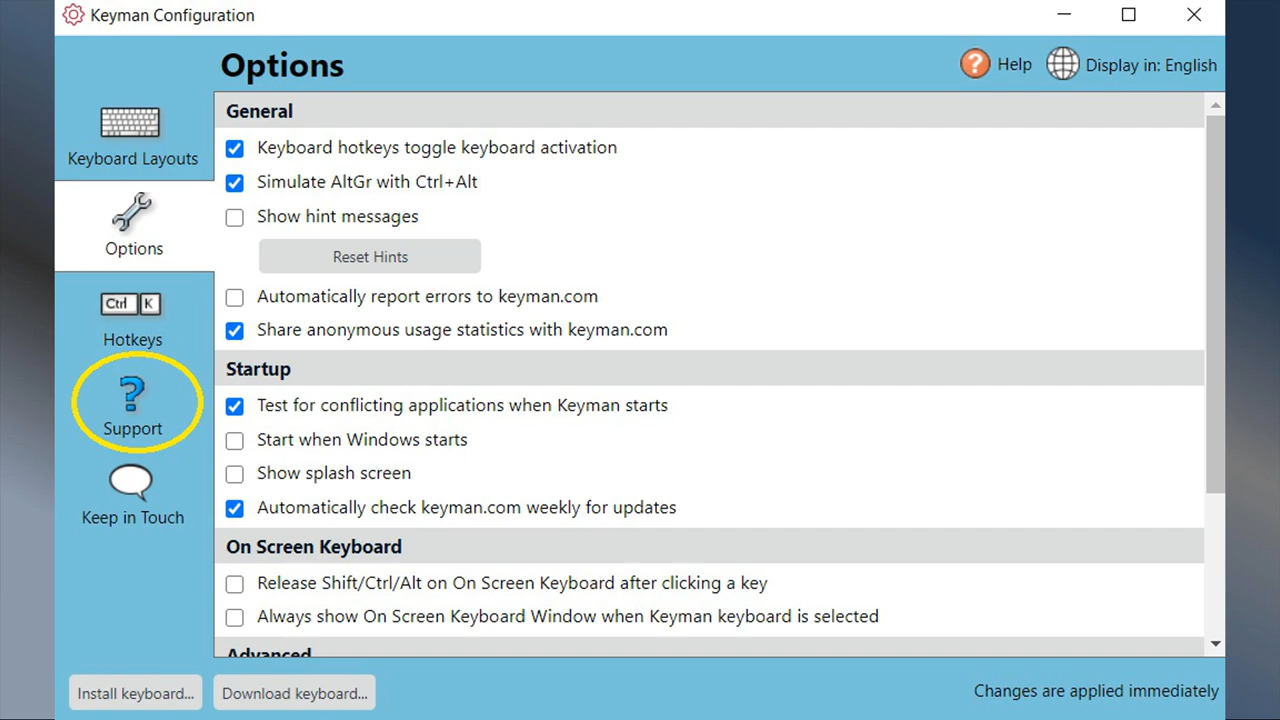 Keyman Configuration
Options
Help
Display in: English
Keyboard Layouts
Options
Ctrl K
Hotkeys
?
Support
Keep in Touch
General
Keyboard hotkeys toggle keyboard activation
Simulate AltGr with Ctrl+Alt
Show hint messages
Reset Hints
Automatically report errors to keyman.com
Share anonymous usage statistics with keyman.com
Startup
Test for conflicting applications when Keyman starts
Start when Windows starts
Show splash screen
Automatically check keyman.com weekly for updates
On Screen Keyboard
Release Shift/Ctrl/Alt on On Screen Keyboard after clicking a key
Always show On Screen Keyboard Window when Keyman keyboard is selected
Advanced
Install keyboard...
Download keyboard...
Changes are applied immediately